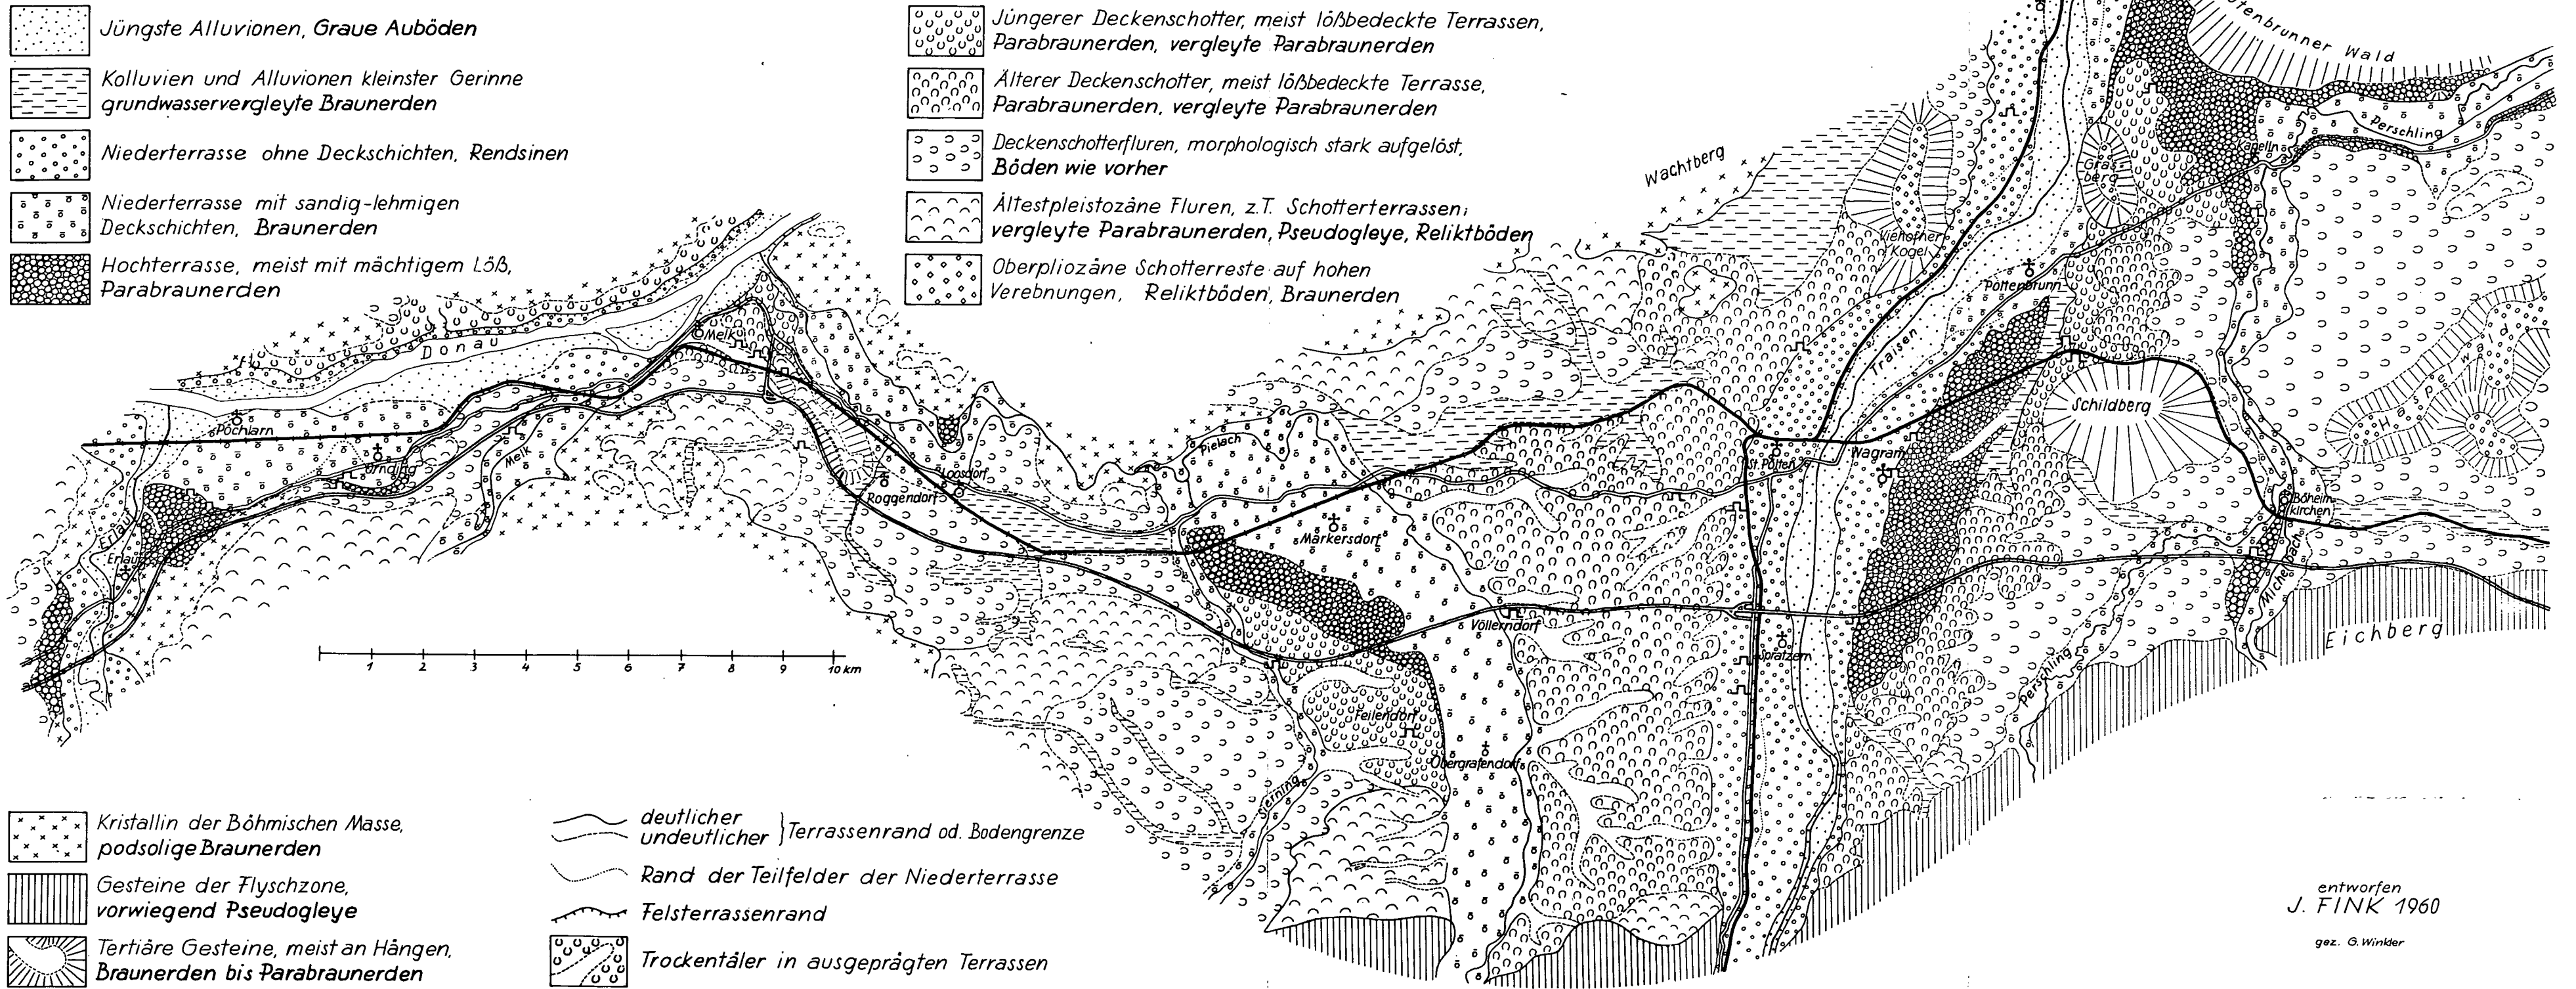 Jüngste Alluvionen, Graue Auböden
Kolluvien und Alluvionen kleinster Gerinne
grundwasservergleyte Braunerden
Niederterrasse ohne Deckschichten, Rendsinen
Niederterrasse mit sandig-lehmigen
Deckschichten, Braunerden
Hochterrasse, meist mit mächtigem Löß,
Parabraunerden
Jüngerer Deckenschotter, meist lößbedeckte Terrassen,
Parabraunerden, vergleyte Parabraunerden
Älterer Deckenschotter, meist lößbedeckte Terrasse,
Parabraunerden, vergleyte Parabraunerden
Deckenschotterfluren, morphologisch stark aufgelöst,
Böden wie vorher
Ältestpleistozäne Fluren, z.T. Schotterterrassen;
vergleyte Parabraunerden, Pseudogleye, Reliktböden
Oberpliozäne Schotterreste auf hohen
Verebnungen, Reliktböden, Braunerden
Wald
Perschling
Kapelln
Wachtberg
Viehofner
Kogel
Pottenbrunn
Traisen
Donau
Melk
Pöchlarn
Ornding
Melk
Erlauf
Erlauf
Roggendorf
Loosdorf
Pielach
Markersdorf
St. Pölten
Wagram
Schildberg
Haspelwald
Böheim-
kirchen
Michelbach
Eichberg
Perschling
Völlerndorf
Spratzern
Feilendorf
Obergrafendorf
Sierning
1 2 3 4 5 6 7 8 9 10 km
Kristallin der Böhmischen Masse,
podsolige Braunerden
Gesteine der Flyschzone,
vorwiegend Pseudogleye
Tertiäre Gesteine, meist an Hängen,
Braunerden bis Parabraunerden
deutlicher
undeutlicher } Terrassenrand od. Bodengrenze
Rand der Teilfelder der Niederterrasse
Felsterrassenrand
Trockentäler in ausgeprägten Terrassen
entworfen
J. FINK 1960
gez. G. Winkler